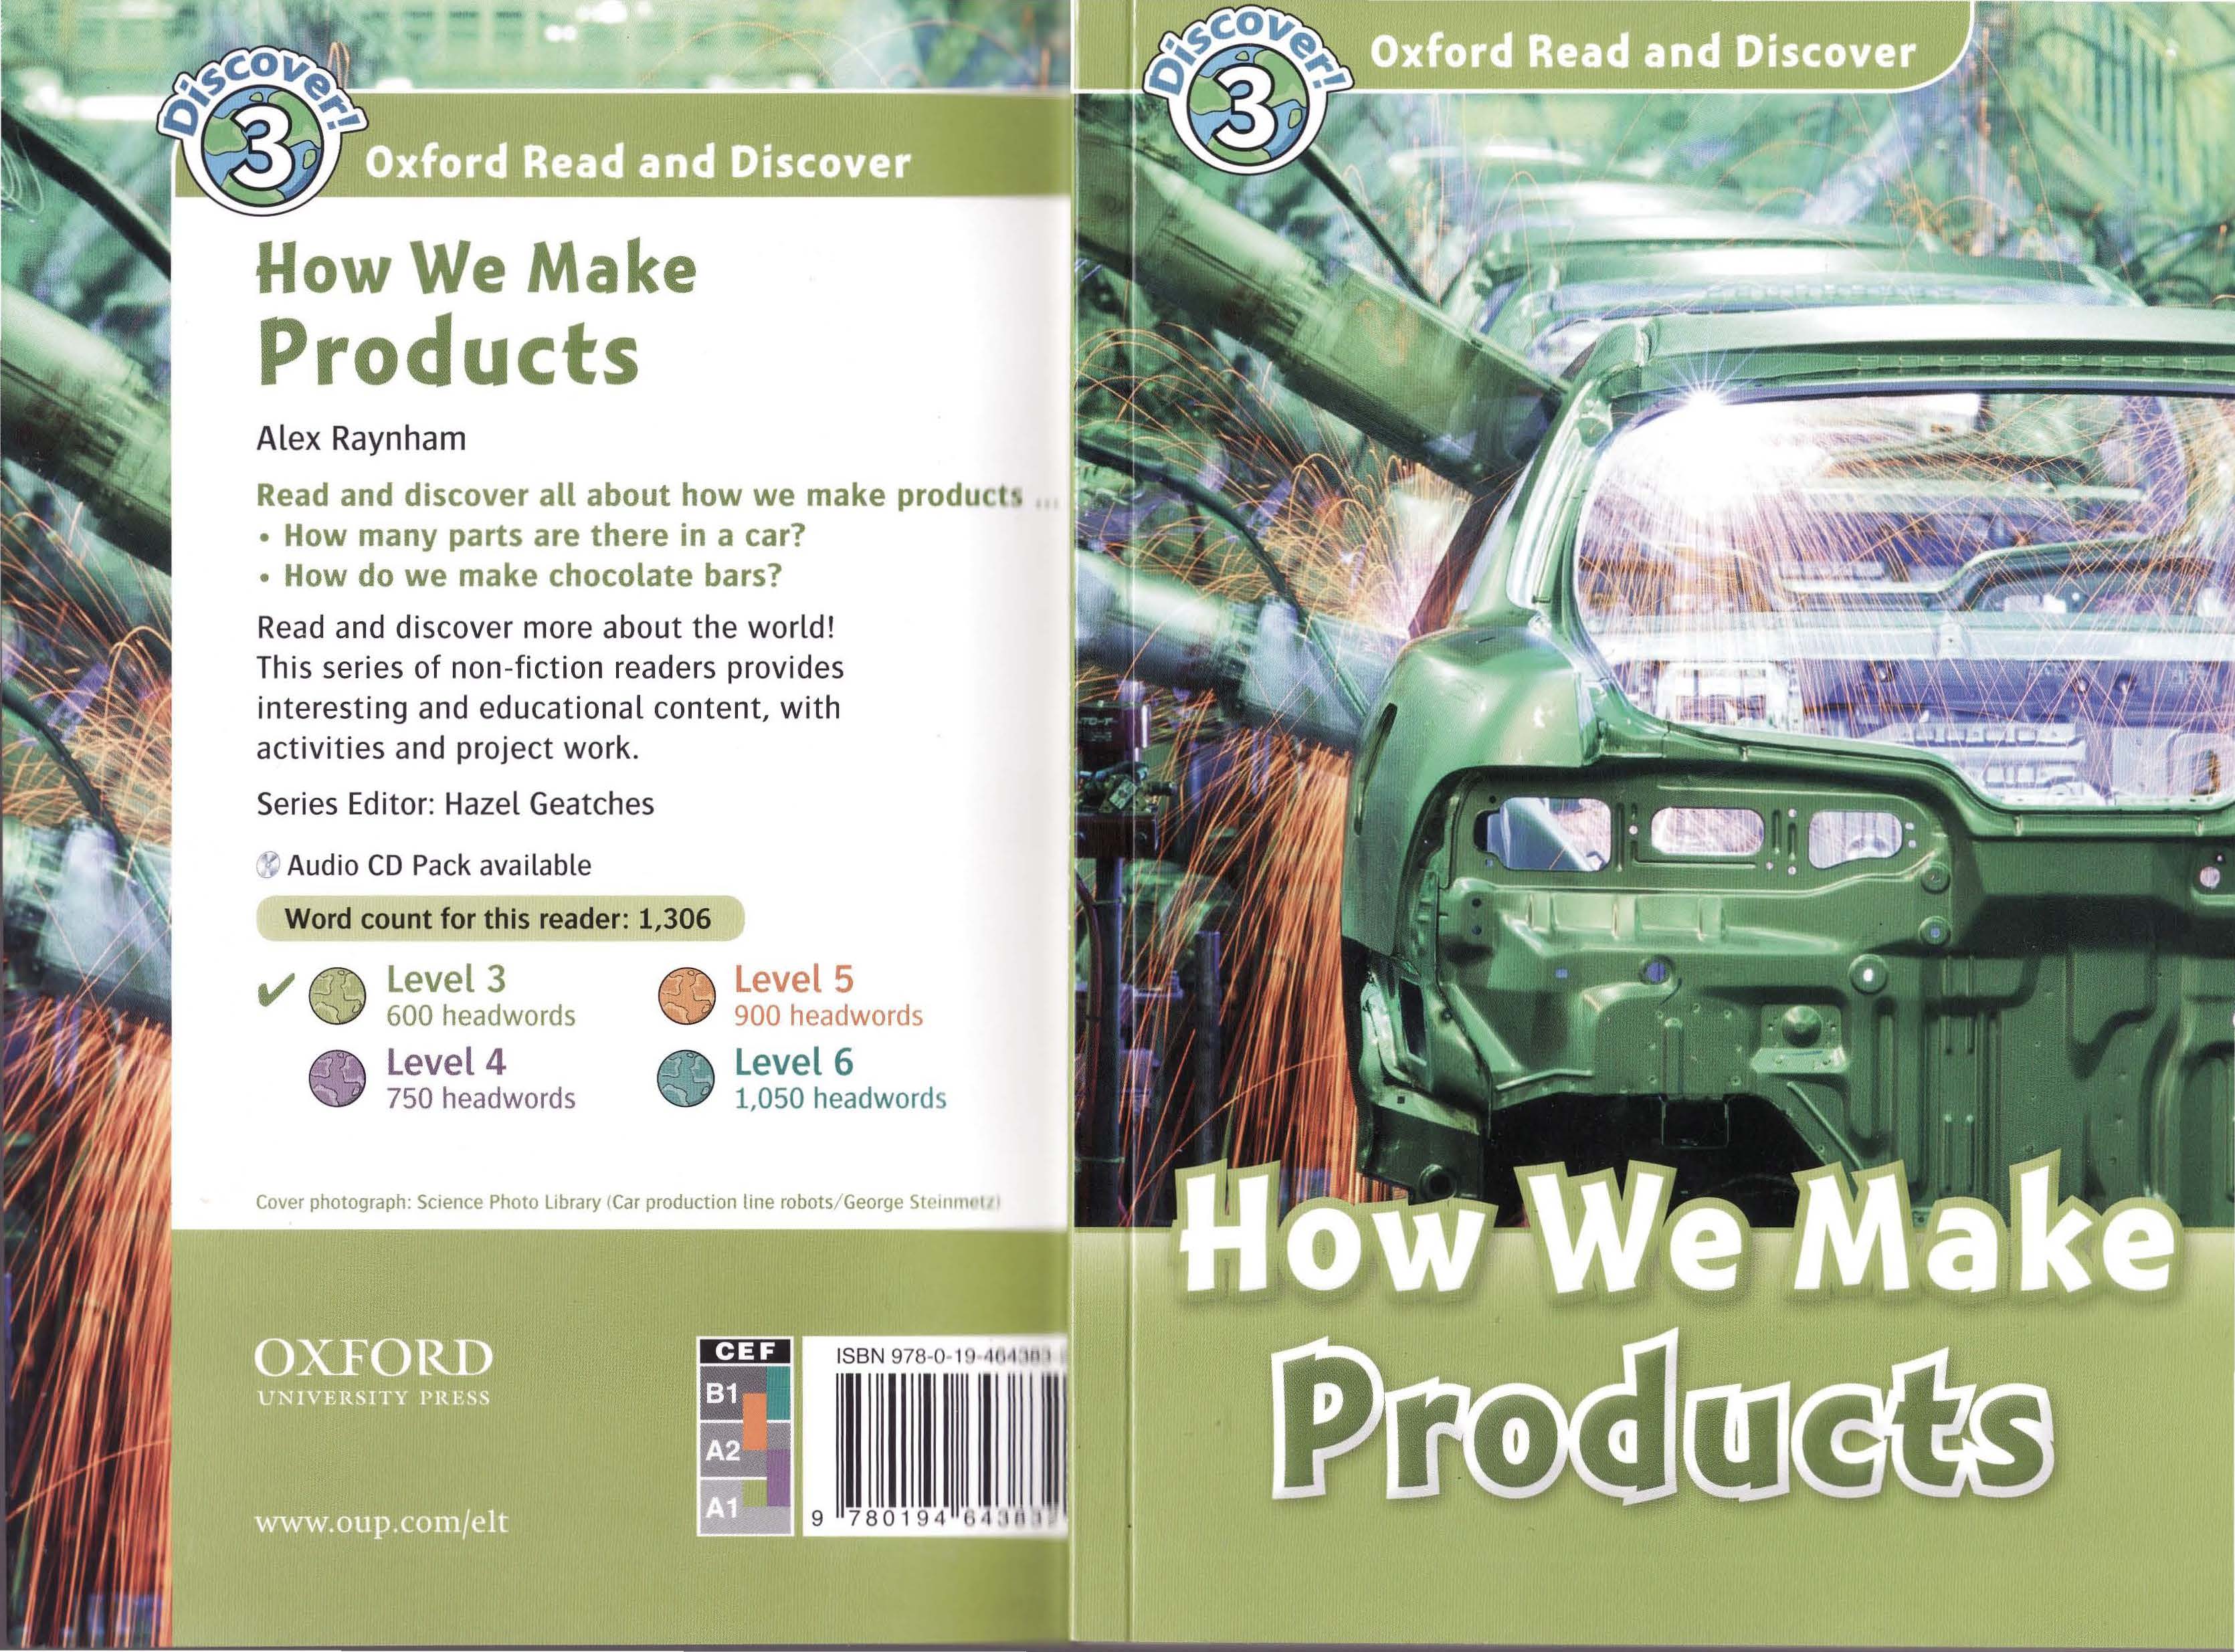 Discover!
3
Oxford Read and Discover
How We Make
Products
Alex Raynham
Read and discover all about how we make products ...
• How many parts are there in a car?
• How do we make chocolate bars?
Read and discover more about the world!
This series of non-fiction readers provides
interesting and educational content, with
activities and project work.
Series Editor: Hazel Geatches
Audio CD Pack available
Word count for this reader: 1,306
✓ Level 3
600 headwords
Level 4
750 headwords
Level 5
900 headwords
Level 6
1,050 headwords
Cover photograph: Science Photo Library (Car production line robots/George Steinmetz)
OXFORD
UNIVERSITY PRESS
www.oup.com/elt
CEF
B1
A2
A1
ISBN 978-0-19-464383
9 780194 643832
Discover!
3
Oxford Read and Discover
How We Make
Products